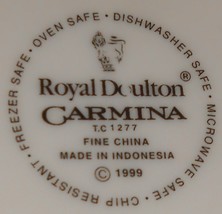 FREEZER SAFE · OVEN SAFE · DISHWASHER SAFE · MICROWAVE SAFE · CHIP RESISTANT ·
Royal Doulton®
CARMINA
T.C 1277
FINE CHINA
MADE IN INDONESIA
© 1999